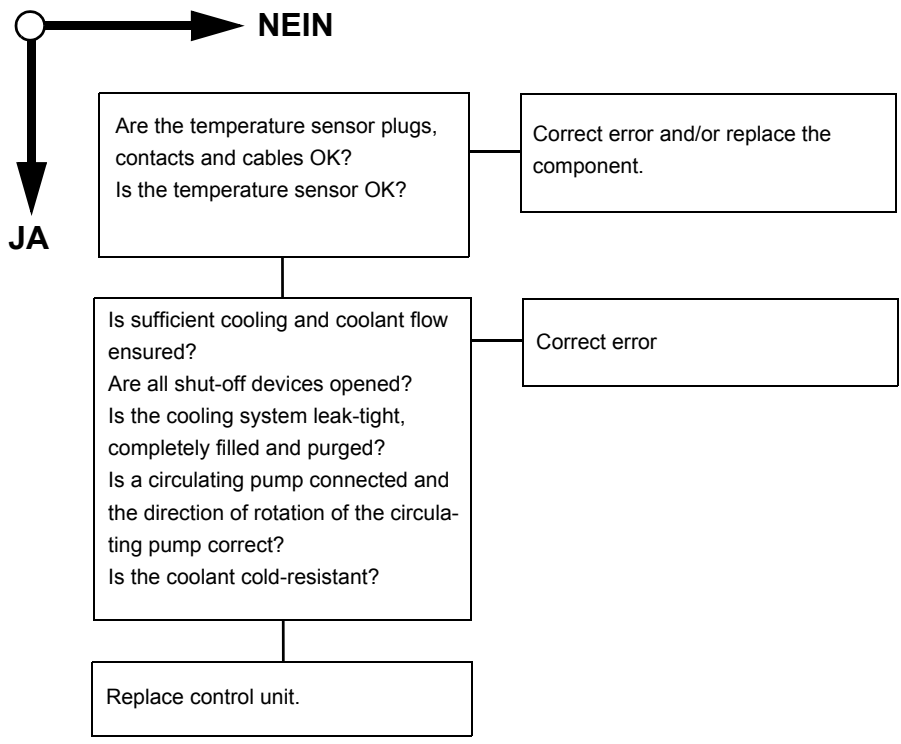 NEIN
JA
Are the temperature sensor plugs,
contacts and cables OK?
Is the temperature sensor OK?
Correct error and/or replace the
component.
Is sufficient cooling and coolant flow
ensured?
Are all shut-off devices opened?
Is the cooling system leak-tight,
completely filled and purged?
Is a circulating pump connected and
the direction of rotation of the circula-
ting pump correct?
Is the coolant cold-resistant?
Correct error
Replace control unit.